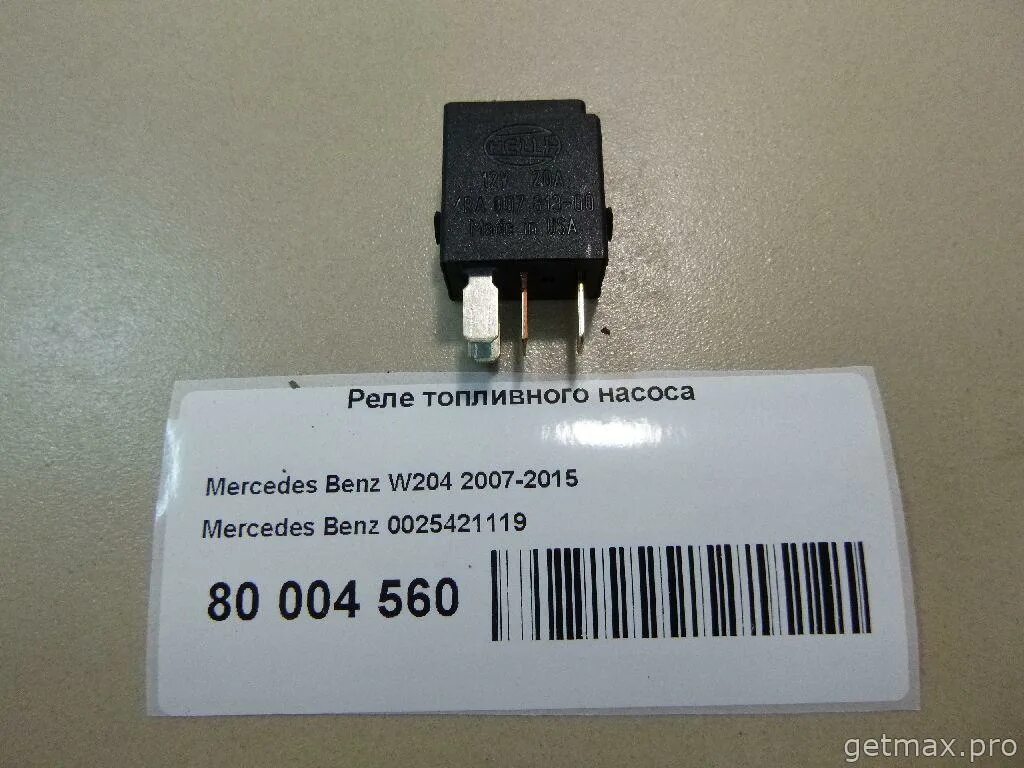 HELLA
12V 20A
4RA 007 813-00
Made in USA
Реле топливного насоса
Mercedes Benz W204 2007-2015
Mercedes Benz 0025421119
80 004 560
getmax.pro